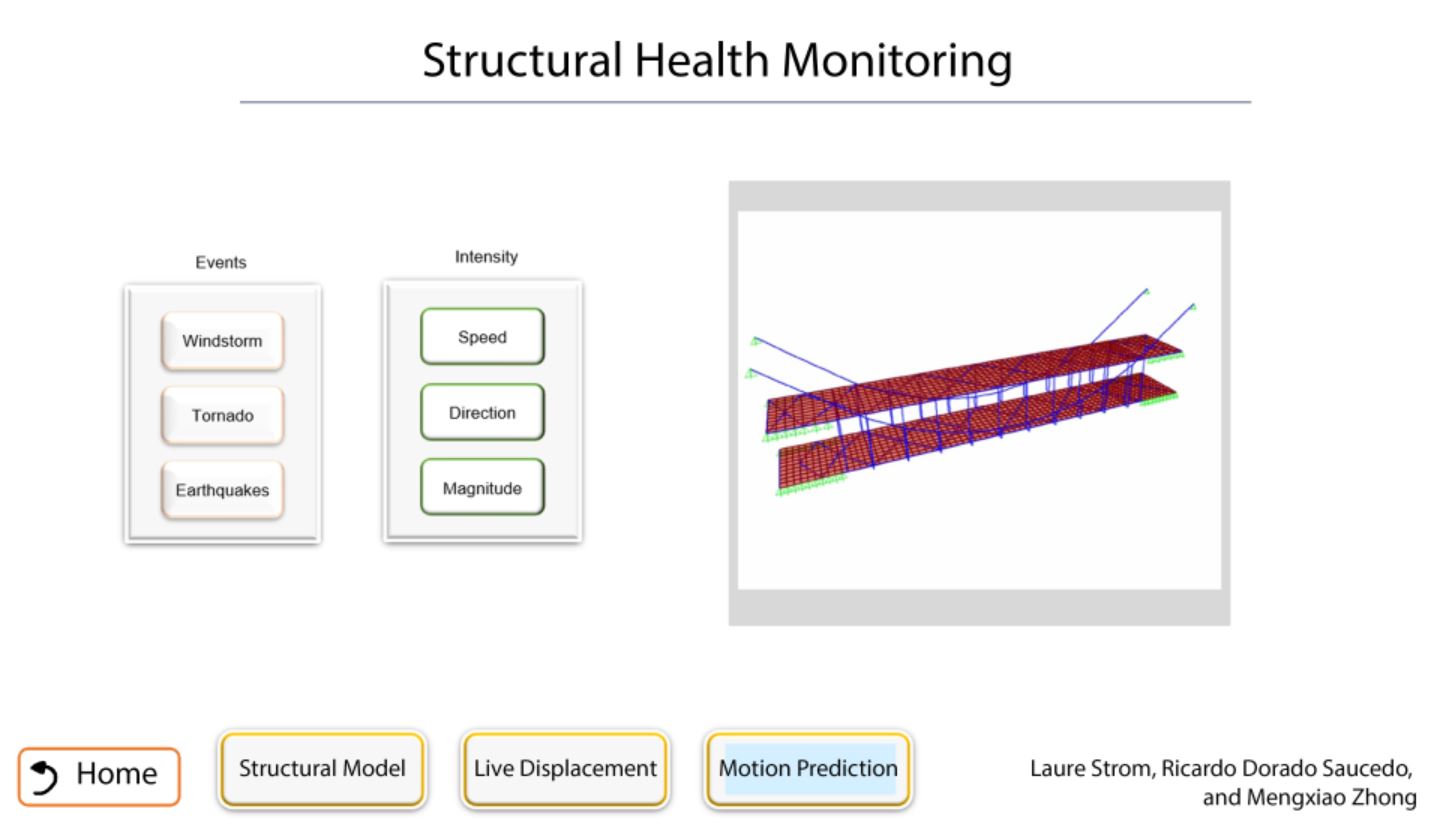 Structural Health Monitoring
Events
Windstorm
Tornado
Earthquakes
Intensity
Speed
Direction
Magnitude
Home
Structural Model
Live Displacement
Motion Prediction
Laure Strom, Ricardo Dorado Saucedo,
and Mengxiao Zhong